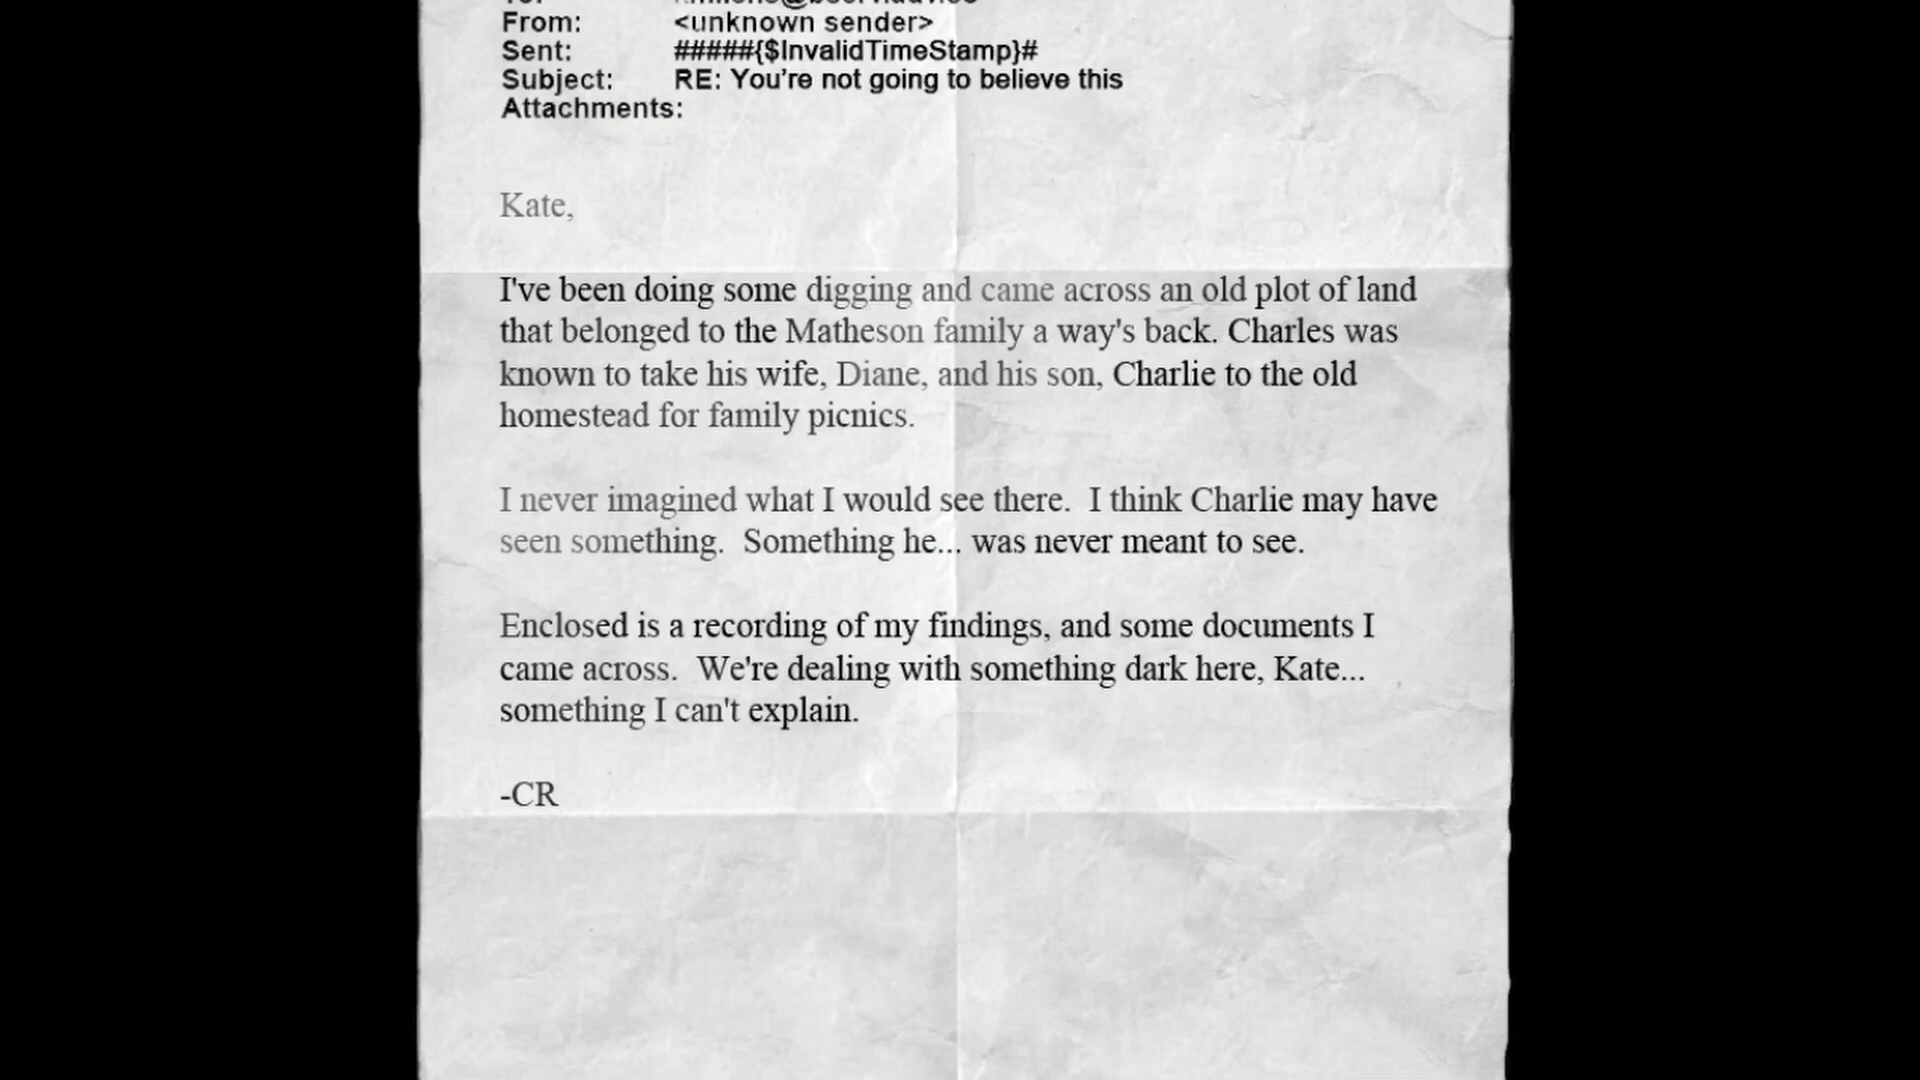 From: <unknown sender>
Sent: #####{$InvalidTimeStamp}#
Subject: RE: You're not going to believe this
Attachments:
Kate,
I've been doing some digging and came across an old plot of land
that belonged to the Matheson family a way's back. Charles was
known to take his wife, Diane, and his son, Charlie to the old
homestead for family picnics.
I never imagined what I would see there.  I think Charlie may have
seen something.  Something he... was never meant to see.
Enclosed is a recording of my findings, and some documents I
came across.  We're dealing with something dark here, Kate...
something I can't explain.
-CR